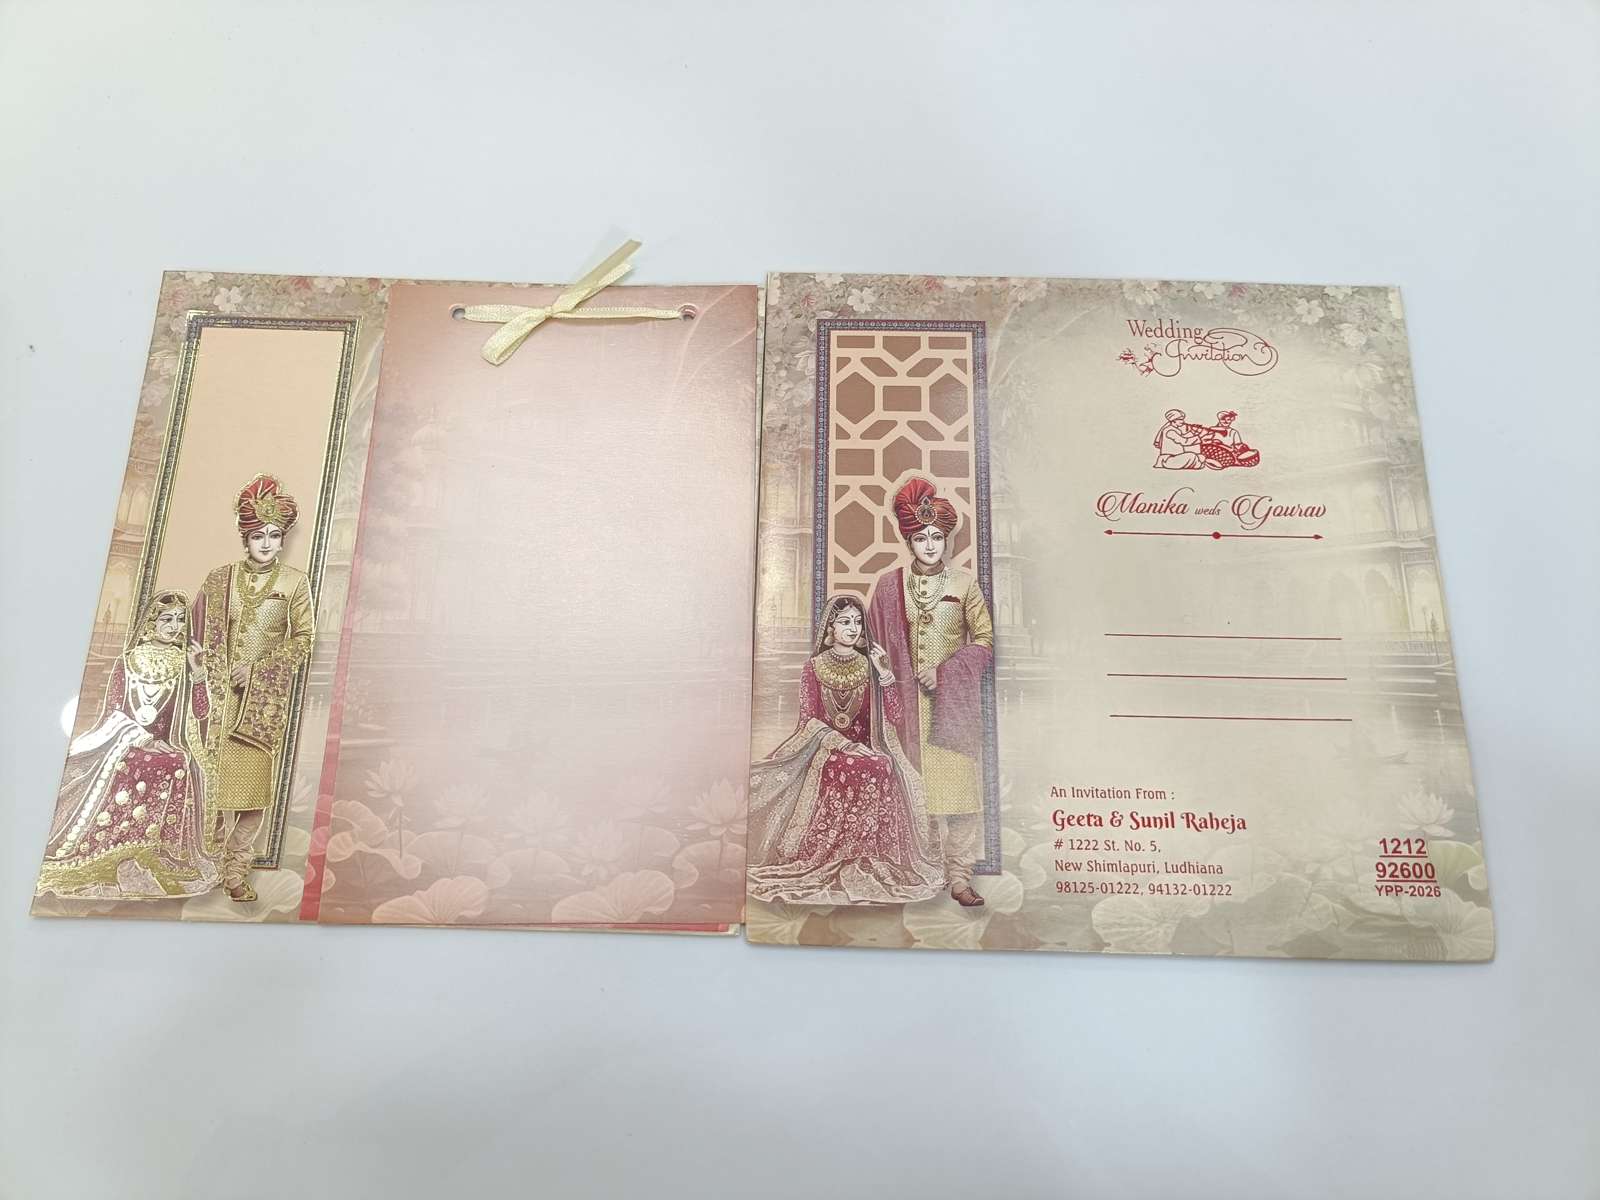 Wedding
Invitation
Monika weds Gourav
An Invitation From :
Geeta & Sunil Raheja
# 1222 St. No. 5,
New Shimlapuri, Ludhiana
98125-01222, 94132-01222
1212
92600
YPP-2026